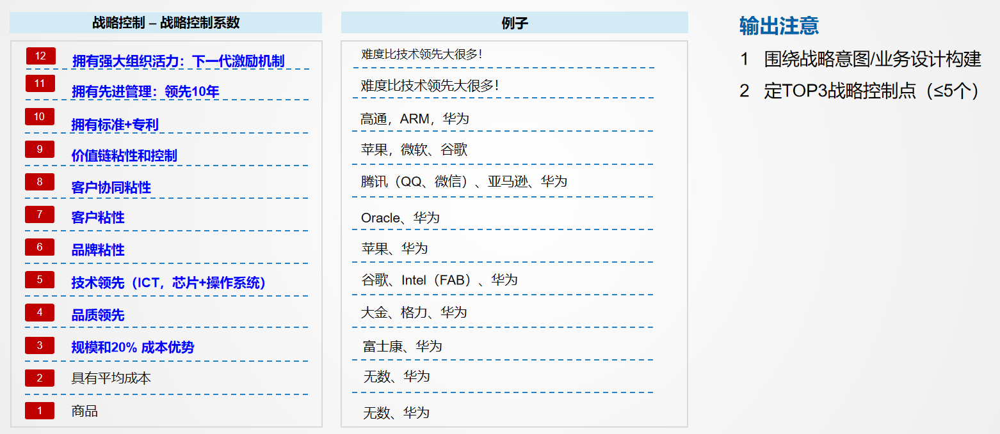 战略控制 – 战略控制系数
12 拥有强大组织活力：下一代激励机制
11 拥有先进管理：领先10年
10 拥有标准+专利
9 价值链粘性和控制
8 客户协同粘性
7 客户粘性
6 品牌粘性
5 技术领先（ICT，芯片+操作系统）
4 品质领先
3 规模和20% 成本优势
2 具有平均成本
1 商品
例子
难度比技术领先大很多！
难度比技术领先大很多！
高通，ARM，华为
苹果，微软、谷歌
腾讯（QQ、微信）、亚马逊、华为
Oracle、华为
苹果、华为
谷歌、Intel（FAB）、华为
大金、格力、华为
富士康、华为
无数、华为
无数、华为
输出注意
1 围绕战略意图/业务设计构建
2 定TOP3战略控制点（≤5个）